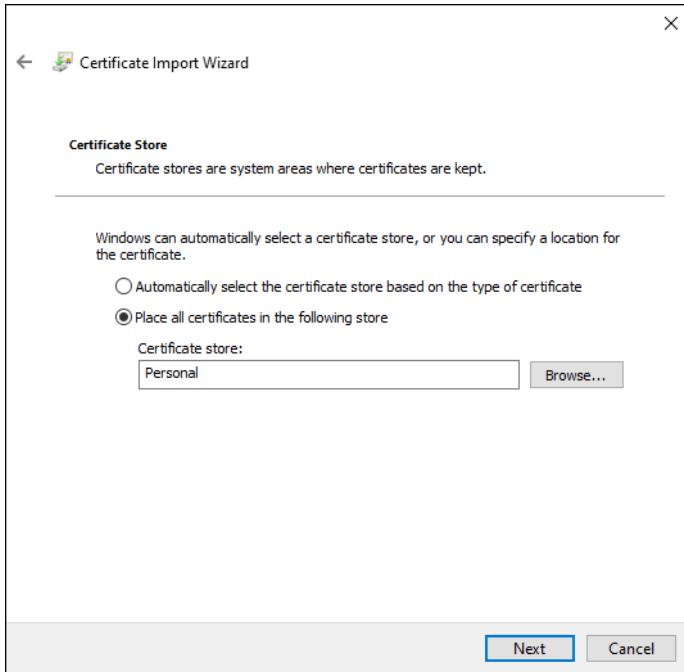 Certificate Import Wizard
Certificate Store
Certificate stores are system areas where certificates are kept.
Windows can automatically select a certificate store, or you can specify a location for
the certificate.
Automatically select the certificate store based on the type of certificate
Place all certificates in the following store
Certificate store:
Personal
Browse...
Next
Cancel